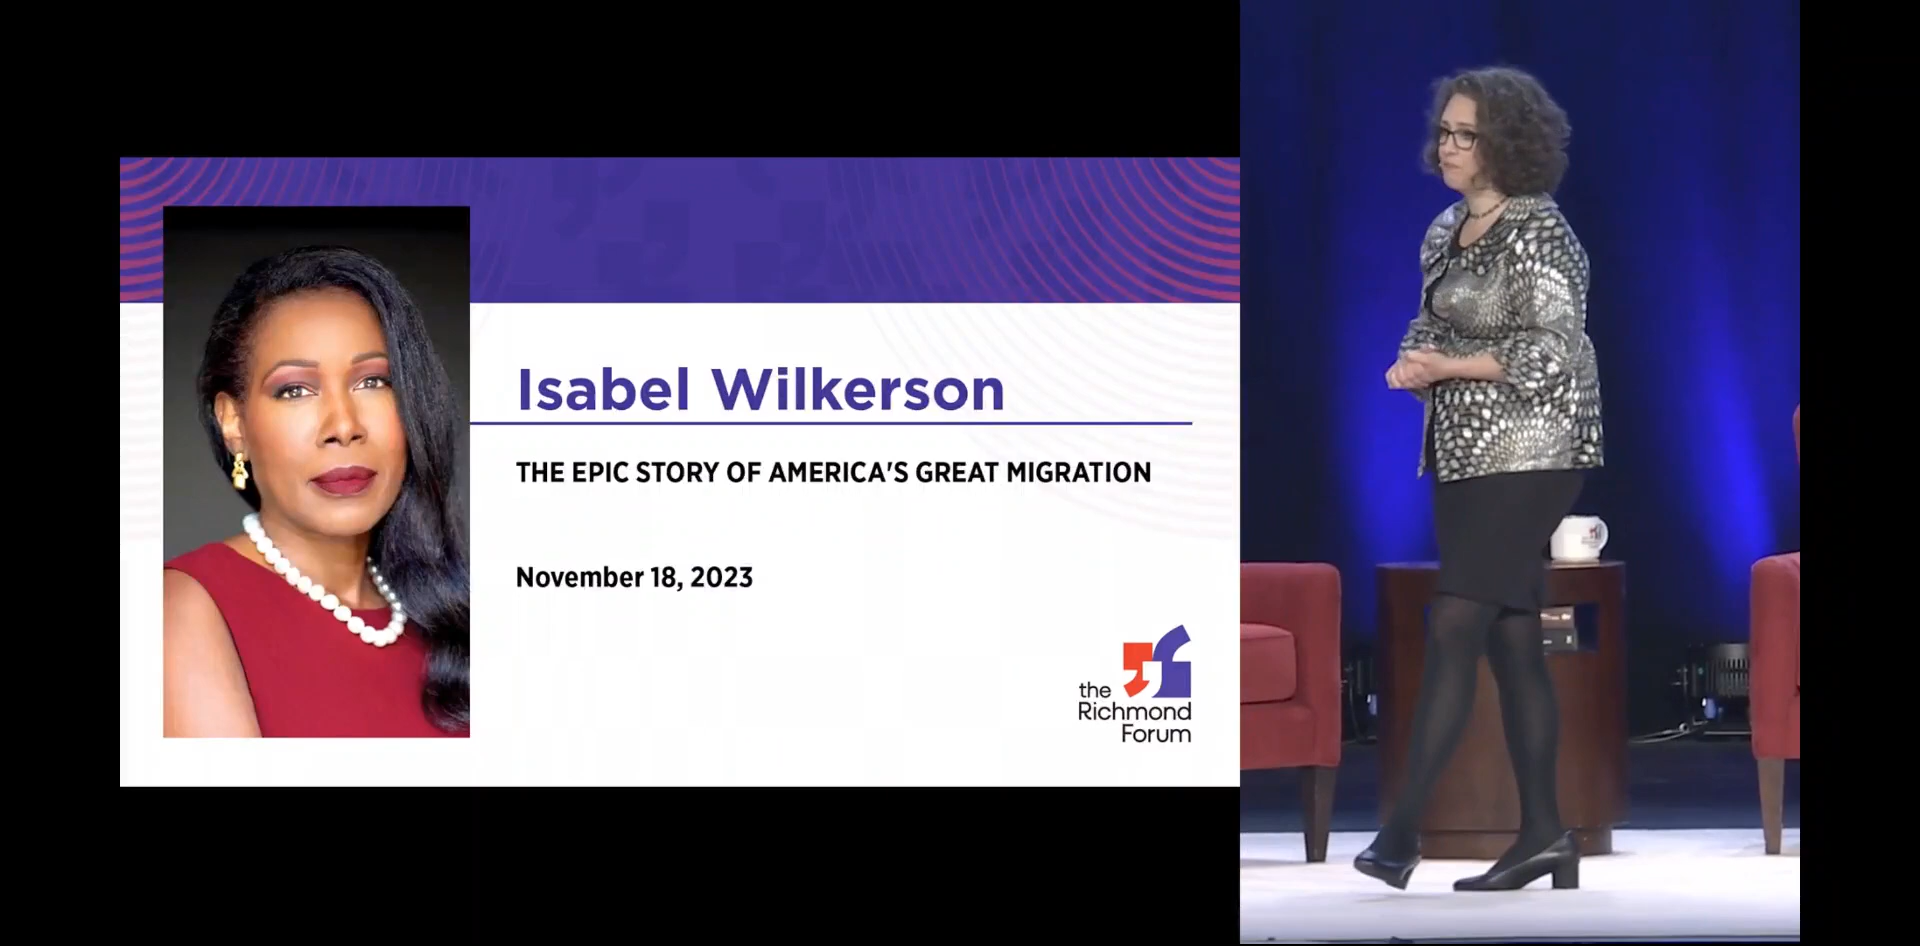 Isabel Wilkerson
THE EPIC STORY OF AMERICA'S GREAT MIGRATION
November 18, 2023
the
Richmond
Forum